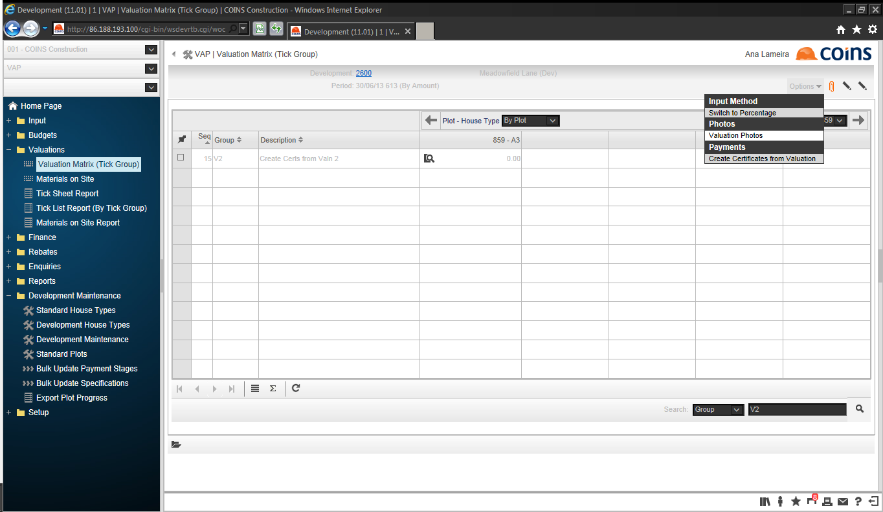 Development (11.01) | 1 | VAP | Valuation Matrix (Tick Group) | COINS Construction - Windows Internet Explorer
http://86.188.193.100/cgi-bin/wsdevrtb.cgi/woc
Development (11.01) | 1 | V...
001 - COINS Construction
VAP
VAP | Valuation Matrix (Tick Group)
Ana Lameira
COINS
Development: 2600
Meadowfield Lane (Dev)
Period: 30/06/13 613 (By Amount)
Options
Home Page
Input
Budgets
Valuations
Valuation Matrix (Tick Group)
Materials on Site
Tick Sheet Report
Tick List Report (By Tick Group)
Materials on Site Report
Finance
Rebates
Enquiries
Reports
Development Maintenance
Standard House Types
Development House Types
Development Maintenance
Standard Plots
Bulk Update Payment Stages
Bulk Update Specifications
Export Plot Progress
Setup
Input Method
Switch to Percentage
Photos
Valuation Photos
Payments
Create Certificates from Valuation
Plot - House Type By Plot
859
Seq Group Description 859 - A3
15 V2 Create Certs from Valn 2 0.00
Search: Group V2